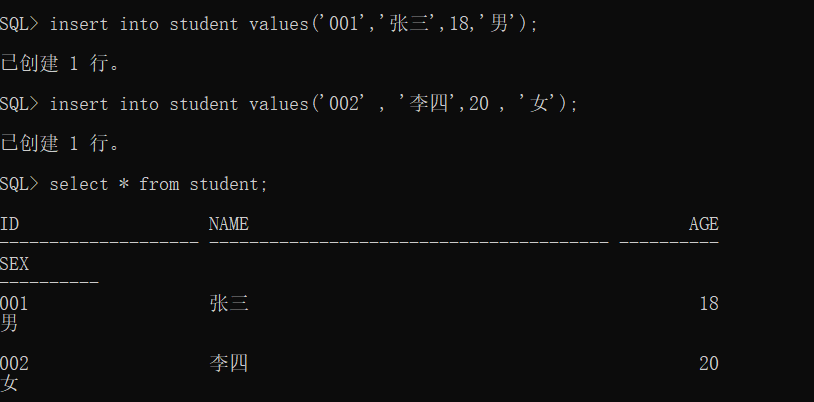 SQL> insert into student values('001','张三',18,'男');
已创建 1 行。
SQL> insert into student values('002' , '李四',20 , '女');
已创建 1 行。
SQL> select * from student;
ID                   NAME                                            AGE
-------------------- ---------------------------------------- ----------
SEX
----------
001                  张三                                             18
男
002                  李四                                             20
女